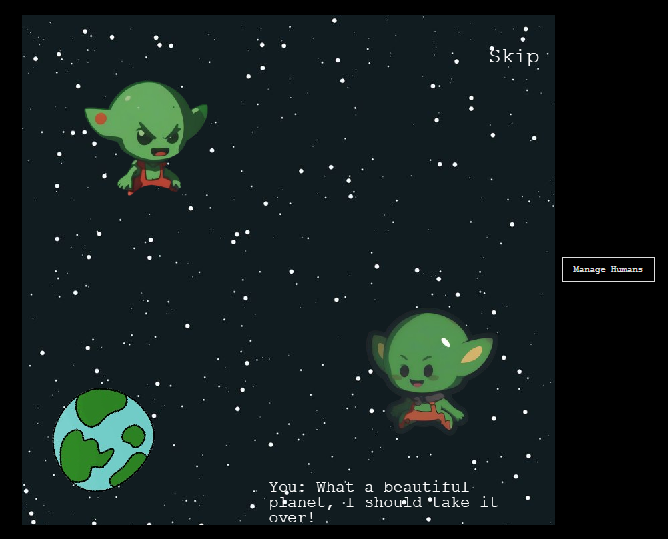 Skip
Manage Humans
You: What a beautiful
planet, I should take it
over!